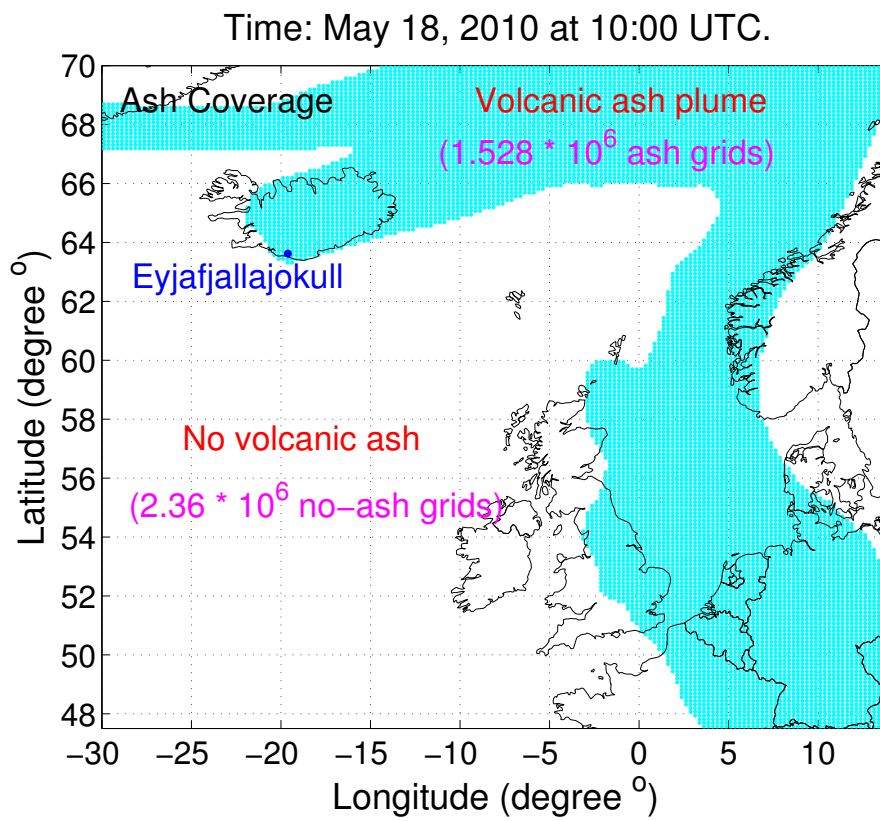 Time: May 18, 2010 at 10:00 UTC.
Ash Coverage
Volcanic ash plume
(1.528 * 10^6 ash grids)
Eyjafjallajokull
No volcanic ash
(2.36 * 10^6 no−ash grids)
70
68
66
64
62
60
58
56
54
52
50
48
Latitude (degree °)
−30 −25 −20 −15 −10 −5 0 5 10
Longitude (degree °)